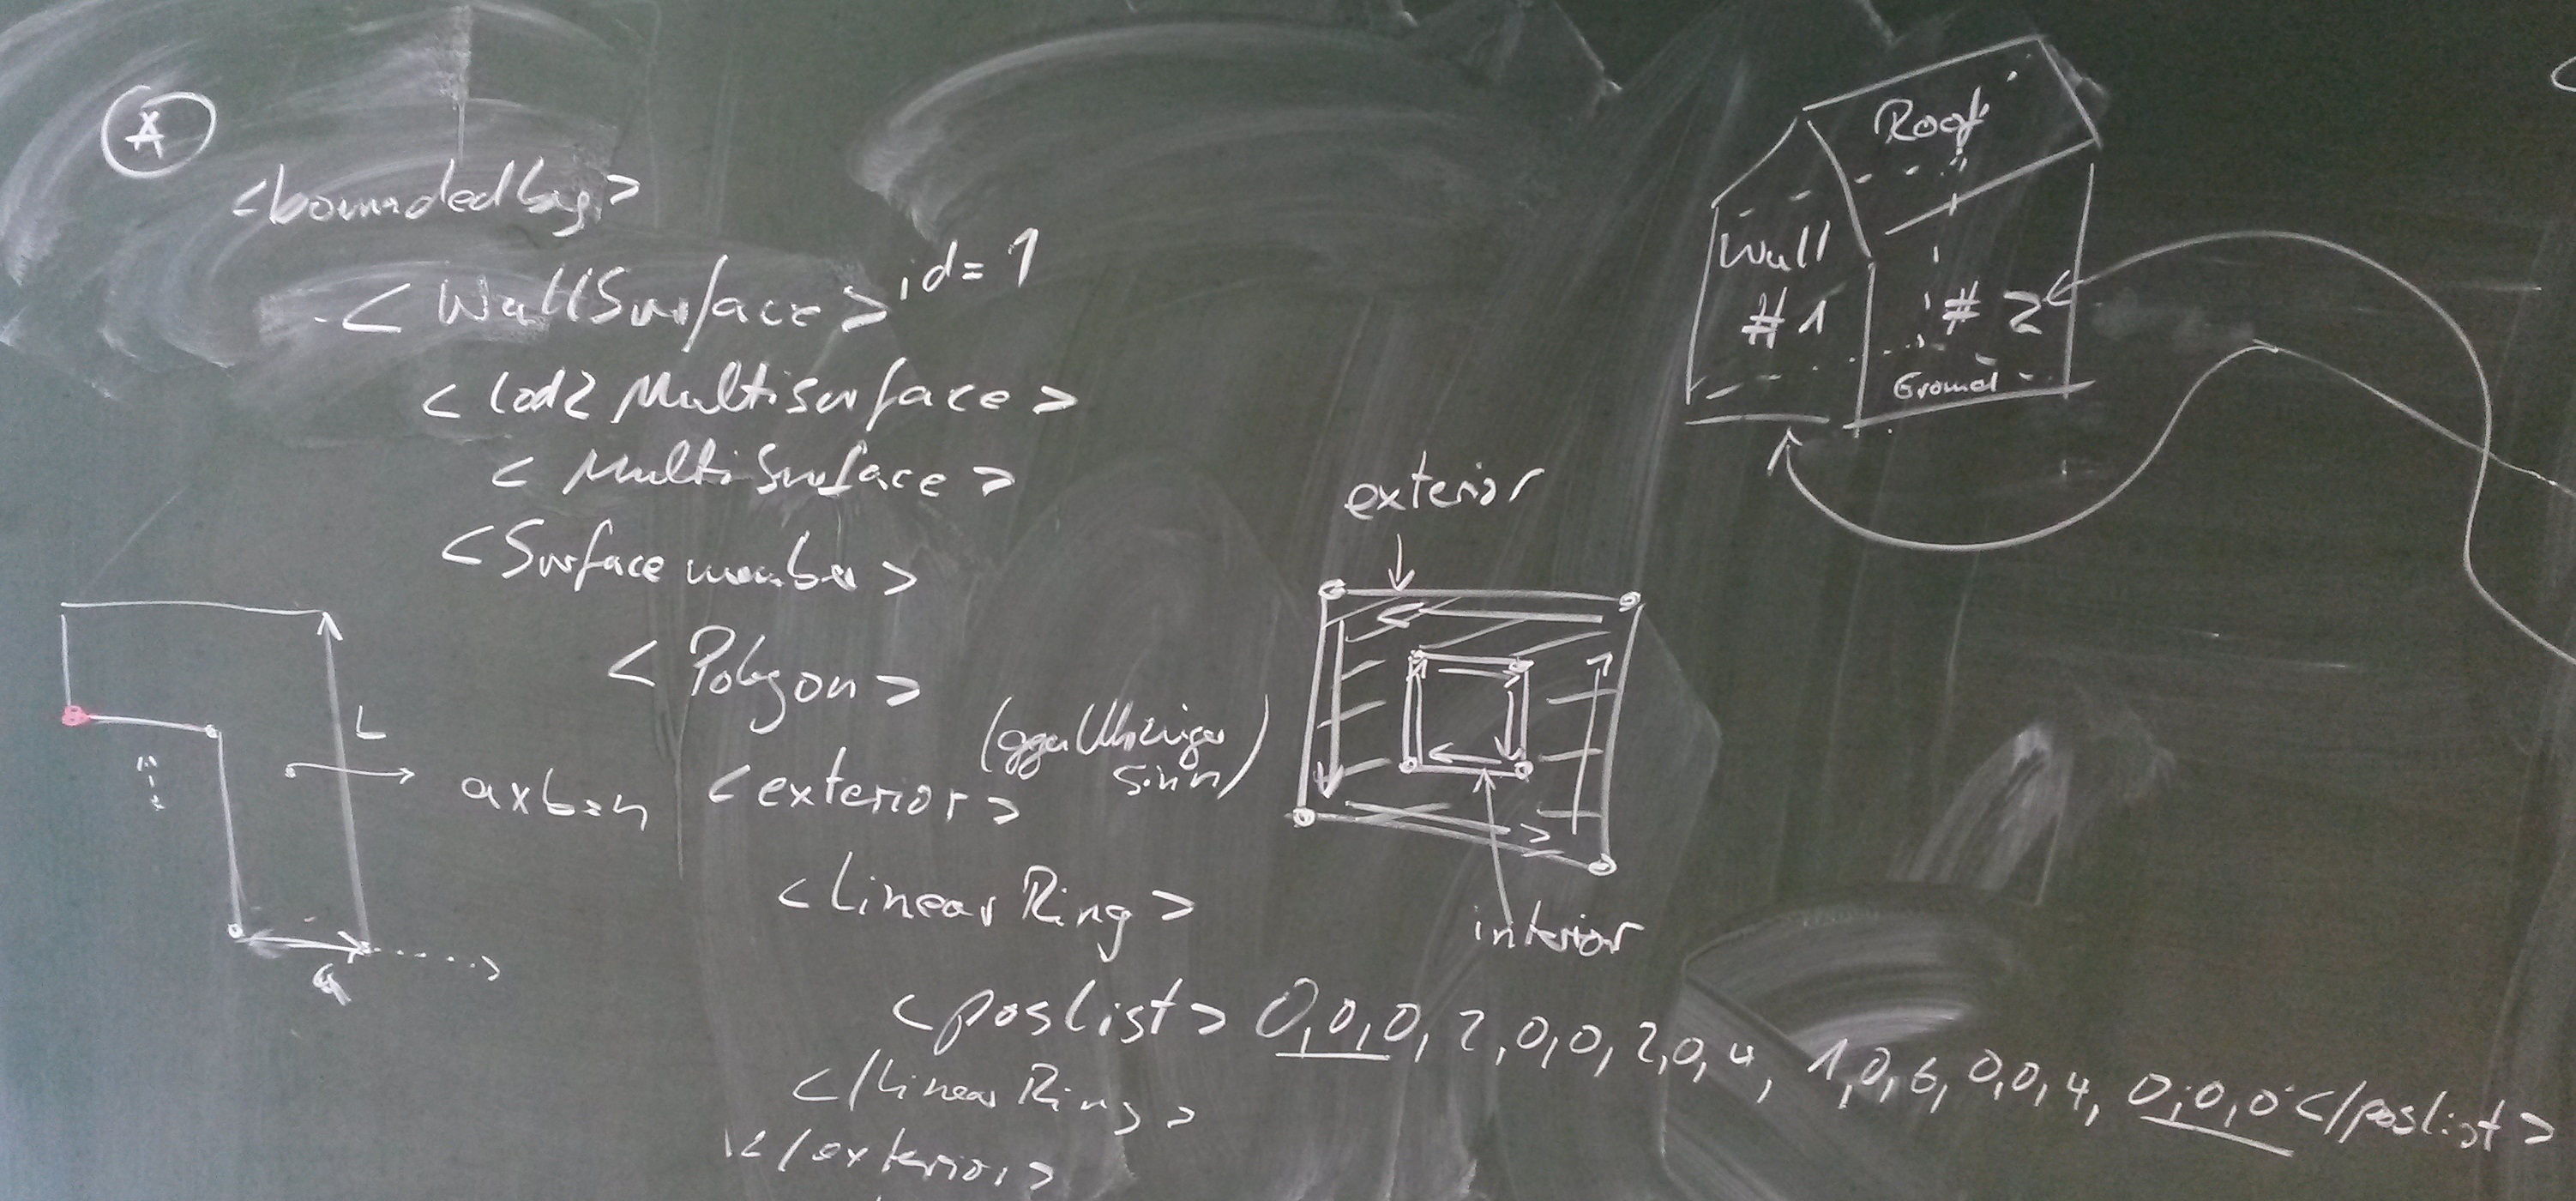 A
<boundedby>
<WallSurface> id=1
<lod2 Multisurface>
<MultiSurface>
<Surface member>
<Polygon>
(ggn Uhrzeiger
sinn)
<exterior>
<LinearRing>
<poslist> 0,0,0, 2,0,0, 2,0,4, 1,0,6, 0,0,4, 0,0,0 </poslist>
</LinearRing>
</exterior>
L
axb=n
a
exterior
interior
Roof
Wall
#1
#2
Ground